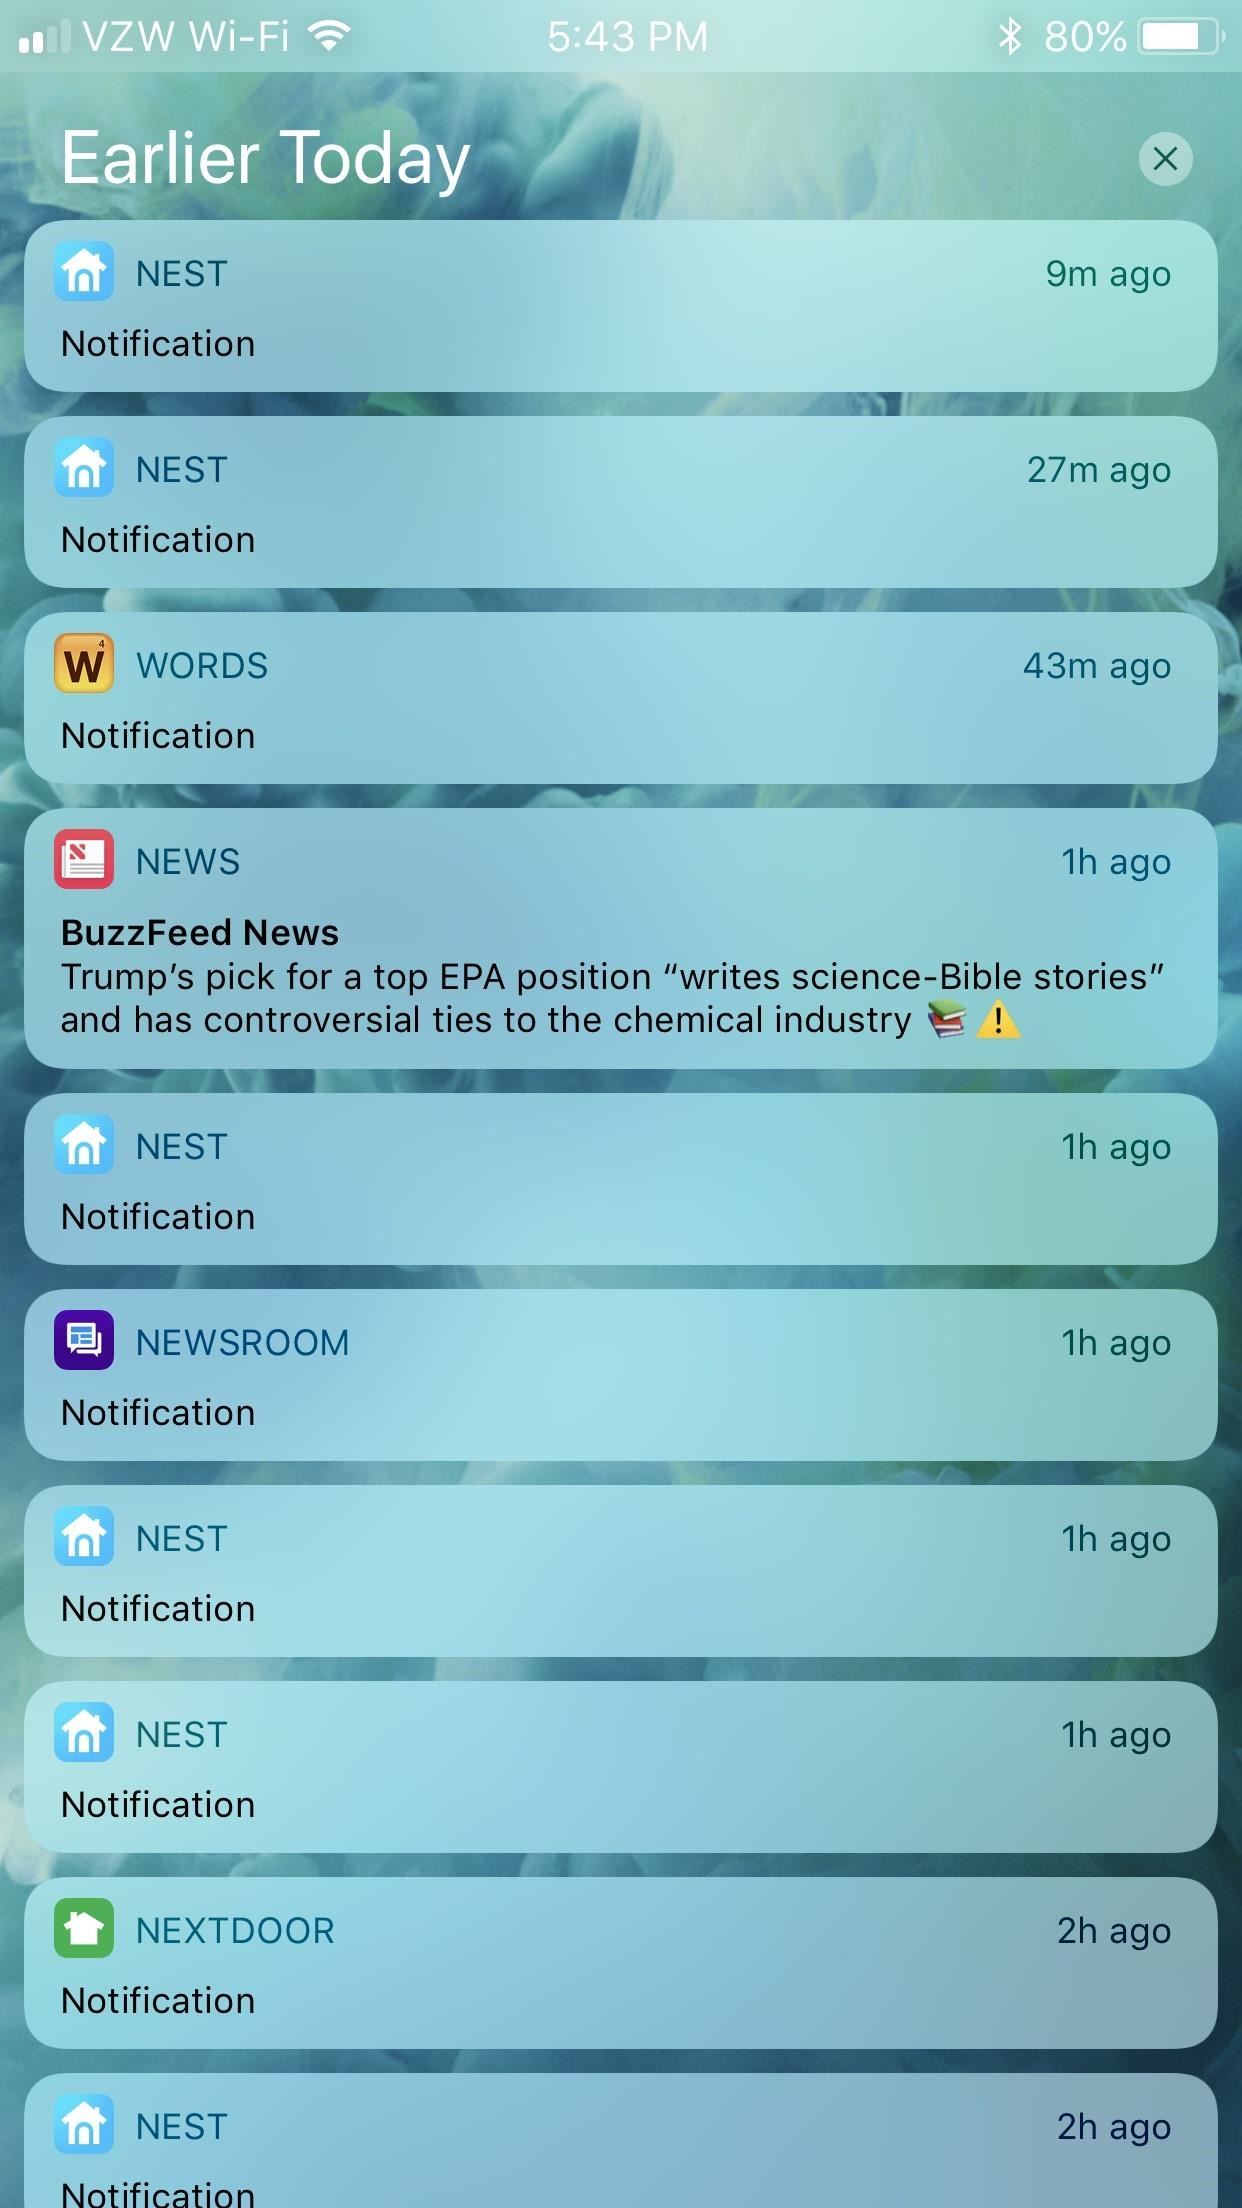 VZW Wi-Fi 5:43 PM 80%
Earlier Today
NEST 9m ago
Notification
NEST 27m ago
Notification
W4 WORDS 43m ago
Notification
NEWS 1h ago
BuzzFeed News
Trump’s pick for a top EPA position “writes science-Bible stories”
and has controversial ties to the chemical industry 📚 ⚠️
NEST 1h ago
Notification
NEWSROOM 1h ago
Notification
NEST 1h ago
Notification
NEST 1h ago
Notification
NEXTDOOR 2h ago
Notification
NEST 2h ago
Notification